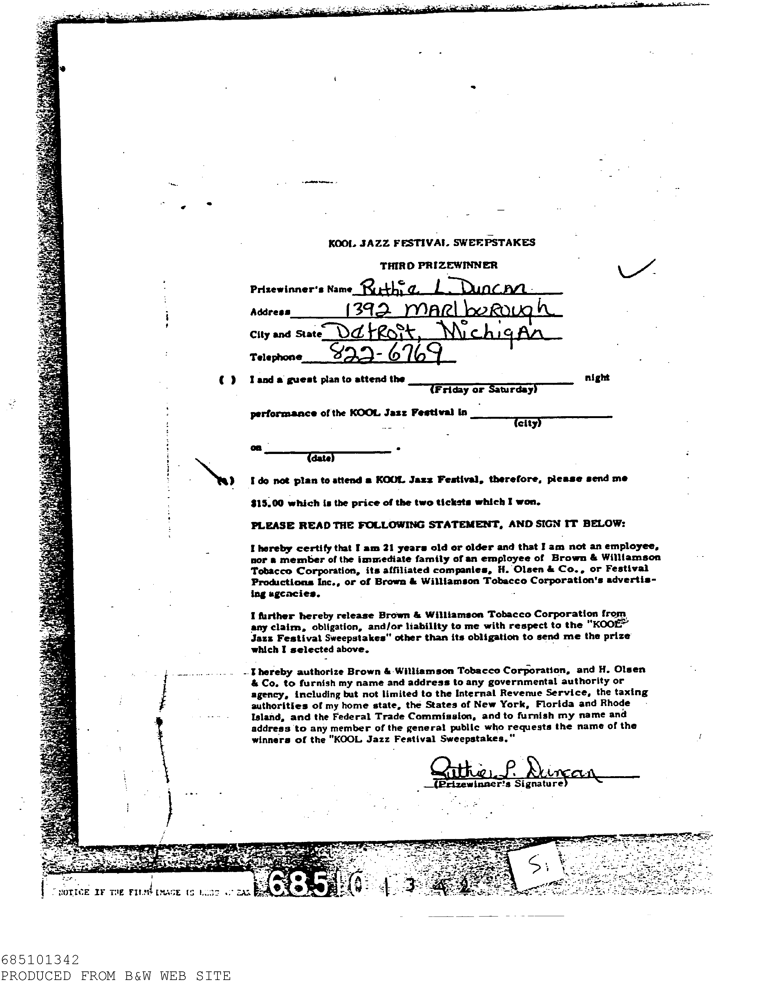 KOOL JAZZ FESTIVAL SWEEPSTAKES
THIRD PRIZEWINNER
Prizewinner's Name Ruthie L. Duncan
Address 1392 MARlboROugh
City and State DetRoit, MichigAn
Telephone 822-6769
( ) I and a guest plan to attend the ____ night
(Friday or Saturday)
performance of the KOOL Jazz Festival in ____
(city)
on ____ .
(date)
( ) I do not plan to attend a KOOL Jazz Festival, therefore, please send me
$15.00 which is the price of the two tickets which I won.
PLEASE READ THE FOLLOWING STATEMENT, AND SIGN IT BELOW:
I hereby certify that I am 21 years old or older and that I am not an employee,
nor a member of the immediate family of an employee of Brown & Williamson
Tobacco Corporation, its affiliated companies, H. Olsen & Co., or Festival
Productions Inc., or of Brown & Williamson Tobacco Corporation's advertis-
ing agencies.
I further hereby release Brown & Williamson Tobacco Corporation from
any claim, obligation, and/or liability to me with respect to the "KOOL
Jazz Festival Sweepstakes" other than its obligation to send me the prize
which I selected above.
I hereby authorize Brown & Williamson Tobacco Corporation, and H. Olsen
& Co. to furnish my name and address to any governmental authority or
agency, including but not limited to the Internal Revenue Service, the taxing
authorities of my home state, the States of New York, Florida and Rhode
Island, and the Federal Trade Commission, and to furnish my name and
address to any member of the general public who requests the name of the
winners of the "KOOL Jazz Festival Sweepstakes."
Ruthie L. Duncan
(Prizewinner's Signature)
NOTICE IF THE FILM IMAGE IS
685101342
685101342
PRODUCED FROM B&W WEB SITE